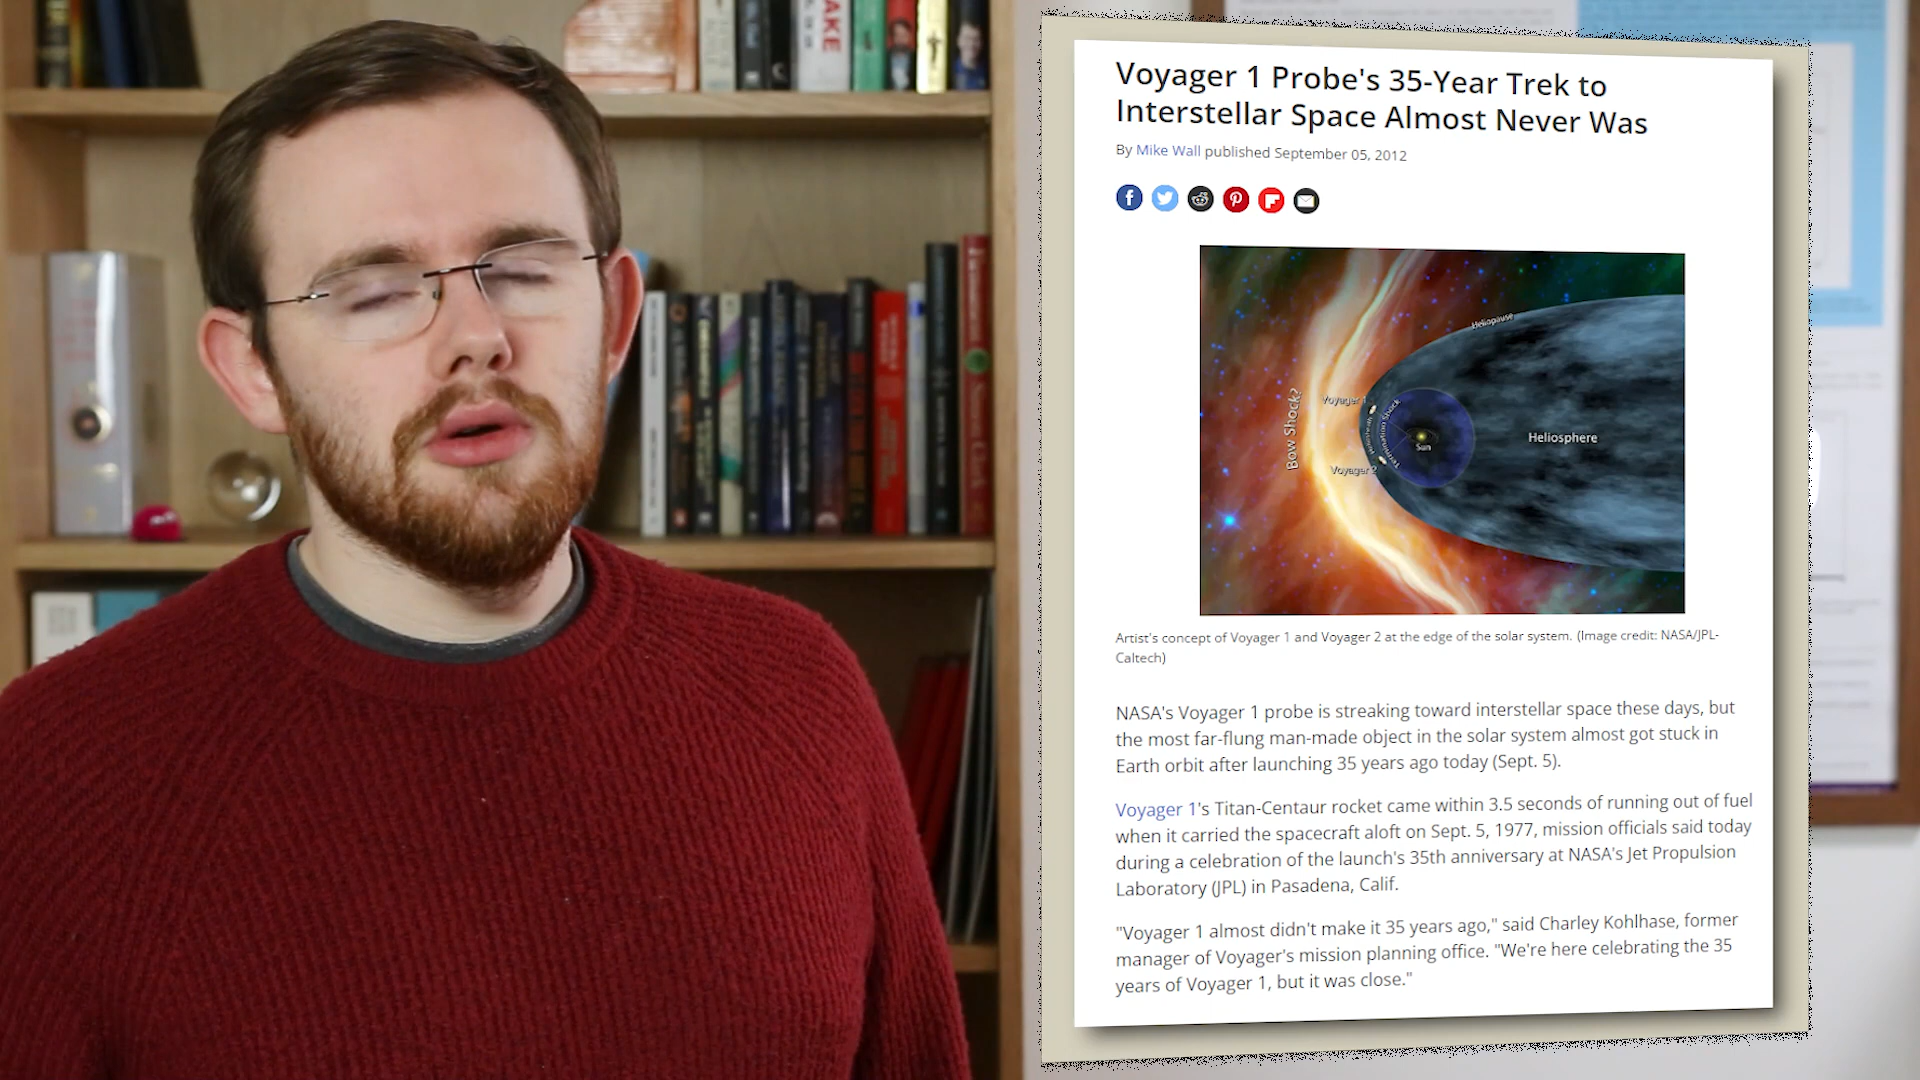 Voyager 1 Probe's 35-Year Trek to
Interstellar Space Almost Never Was
By Mike Wall published September 05, 2012
Heliopause
Bow Shock?
Voyager 1
Termination Shock
Sun
Heliosphere
Voyager 2
Artist's concept of Voyager 1 and Voyager 2 at the edge of the solar system. (Image credit: NASA/JPL-
Caltech)
NASA's Voyager 1 probe is streaking toward interstellar space these days, but
the most far-flung man-made object in the solar system almost got stuck in
Earth orbit after launching 35 years ago today (Sept. 5).
Voyager 1's Titan-Centaur rocket came within 3.5 seconds of running out of fuel
when it carried the spacecraft aloft on Sept. 5, 1977, mission officials said today
during a celebration of the launch's 35th anniversary at NASA's Jet Propulsion
Laboratory (JPL) in Pasadena, Calif.
"Voyager 1 almost didn't make it 35 years ago," said Charley Kohlhase, former
manager of Voyager's mission planning office. "We're here celebrating the 35
years of Voyager 1, but it was close."